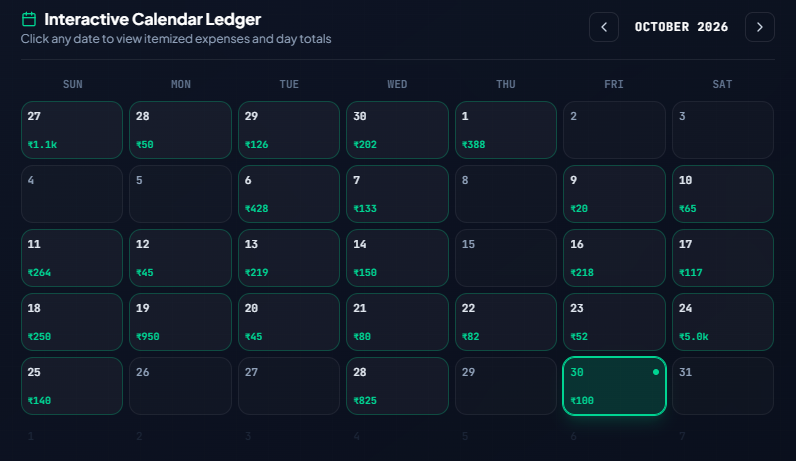 Interactive Calendar Ledger
Click any date to view itemized expenses and day totals
OCTOBER 2026
SUN MON TUE WED THU FRI SAT
27 28 29 30 1 2 3
₹1.1k ₹50 ₹126 ₹202 ₹388
4 5 6 7 8 9 10
₹428 ₹133 ₹20 ₹65
11 12 13 14 15 16 17
₹264 ₹45 ₹219 ₹150 ₹218 ₹117
18 19 20 21 22 23 24
₹250 ₹950 ₹45 ₹80 ₹82 ₹52 ₹5.0k
25 26 27 28 29 30 31
₹140 ₹825 ₹100
1 2 3 4 5 6 7